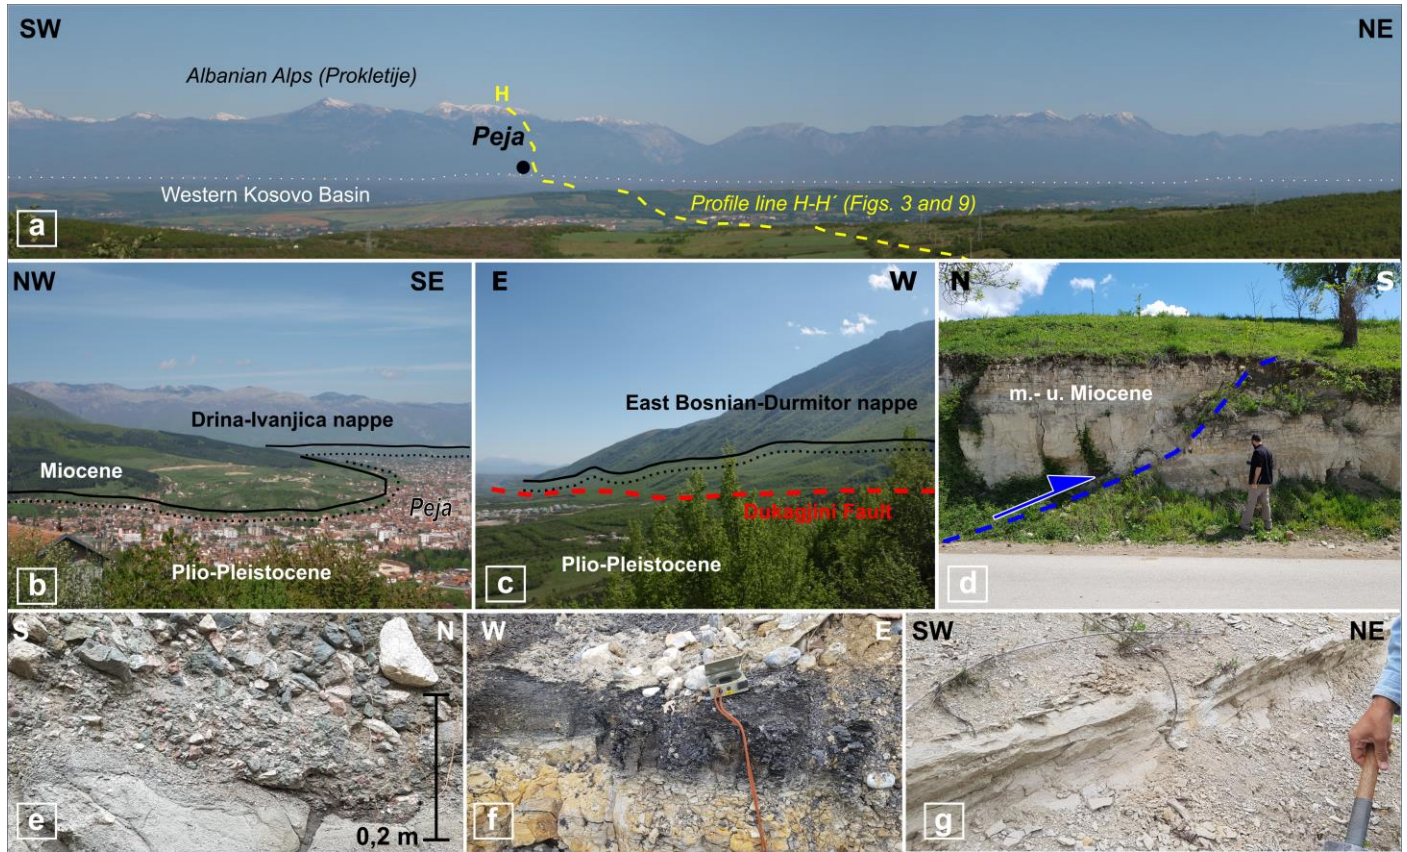 SW
NE
Albanian Alps (Prokletije)
H
Peja
Western Kosovo Basin
Profile line H-H´ (Figs. 3 and 9)
a
NW
SE
Drina-Ivanjica nappe
Miocene
Peja
Plio-Pleistocene
b
E
W
East Bosnian-Durmitor nappe
Dukagjini Fault
Plio-Pleistocene
c
N
S
m.- u. Miocene
d
S
N
0,2 m
e
W
E
f
SW
NE
g